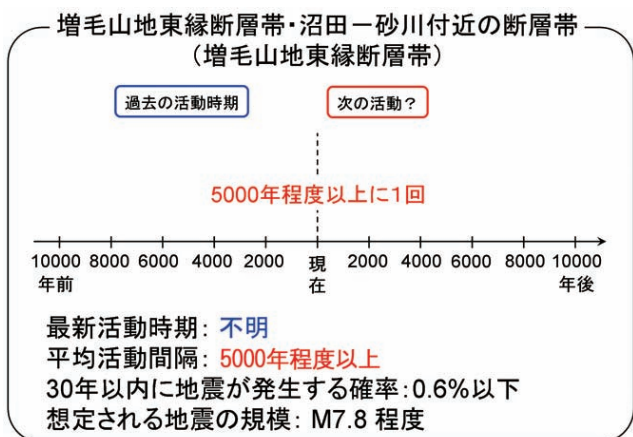 増毛山地東縁断層帯・沼田－砂川付近の断層帯
(増毛山地東縁断層帯)
過去の活動時期 次の活動?
5000年程度以上に1回
10000 8000 6000 4000 2000 現在 2000 4000 6000 8000 10000
年前 年後
最新活動時期: 不明
平均活動間隔: 5000年程度以上
30年以内に地震が発生する確率:0.6%以下
想定される地震の規模: M7.8 程度